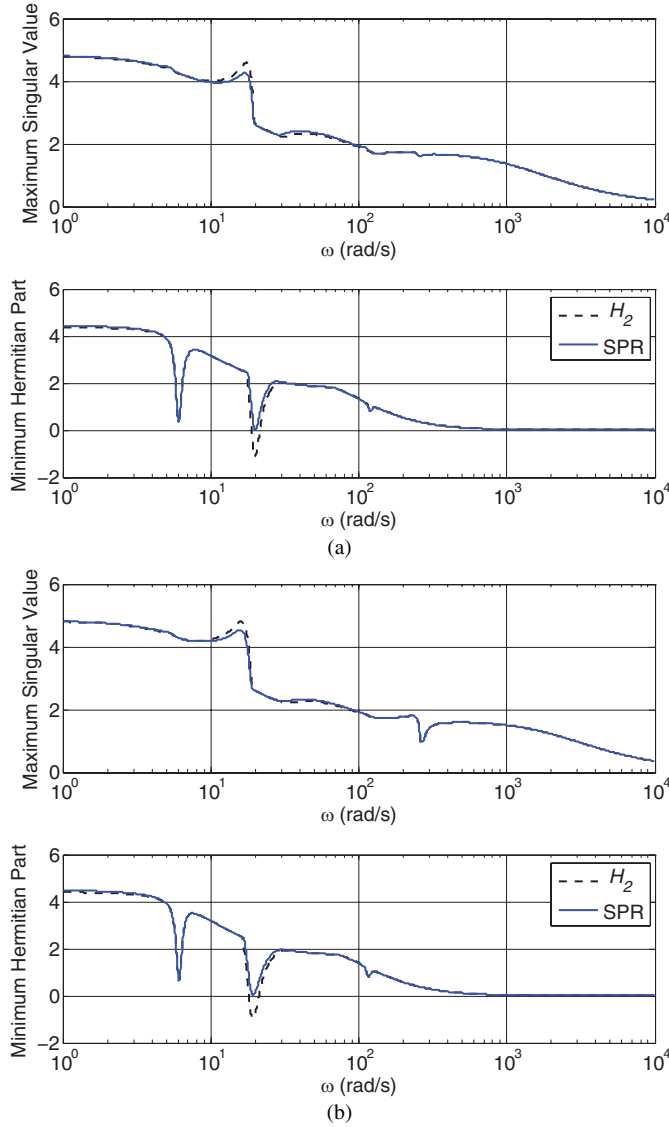 Maximum Singular Value
6
4
2
0
10^0
10^1
10^2
10^3
10^4
ω (rad/s)
Minimum Hermitian Part
6
4
2
0
−2
H_2
SPR
10^0
10^1
10^2
10^3
10^4
ω (rad/s)
(a)
Maximum Singular Value
6
4
2
0
10^0
10^1
10^2
10^3
10^4
ω (rad/s)
Minimum Hermitian Part
6
4
2
0
−2
H_2
SPR
10^0
10^1
10^2
10^3
10^4
ω (rad/s)
(b)